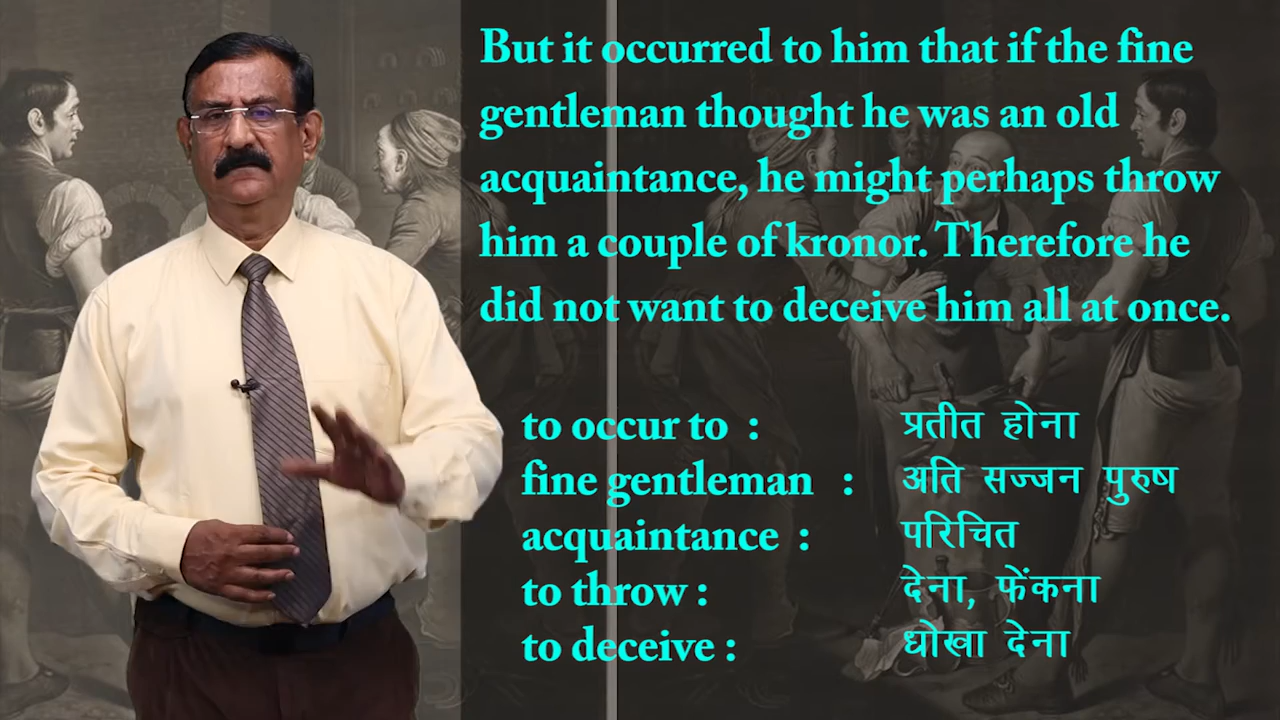 But it occurred to him that if the fine
gentleman thought he was an old
acquaintance, he might perhaps throw
him a couple of kronor. Therefore he
did not want to deceive him all at once.
to occur to : प्रतीत होना
fine gentleman : अति सज्जन पुरुष
acquaintance : परिचित
to throw : देना, फेंकना
to deceive : धोखा देना